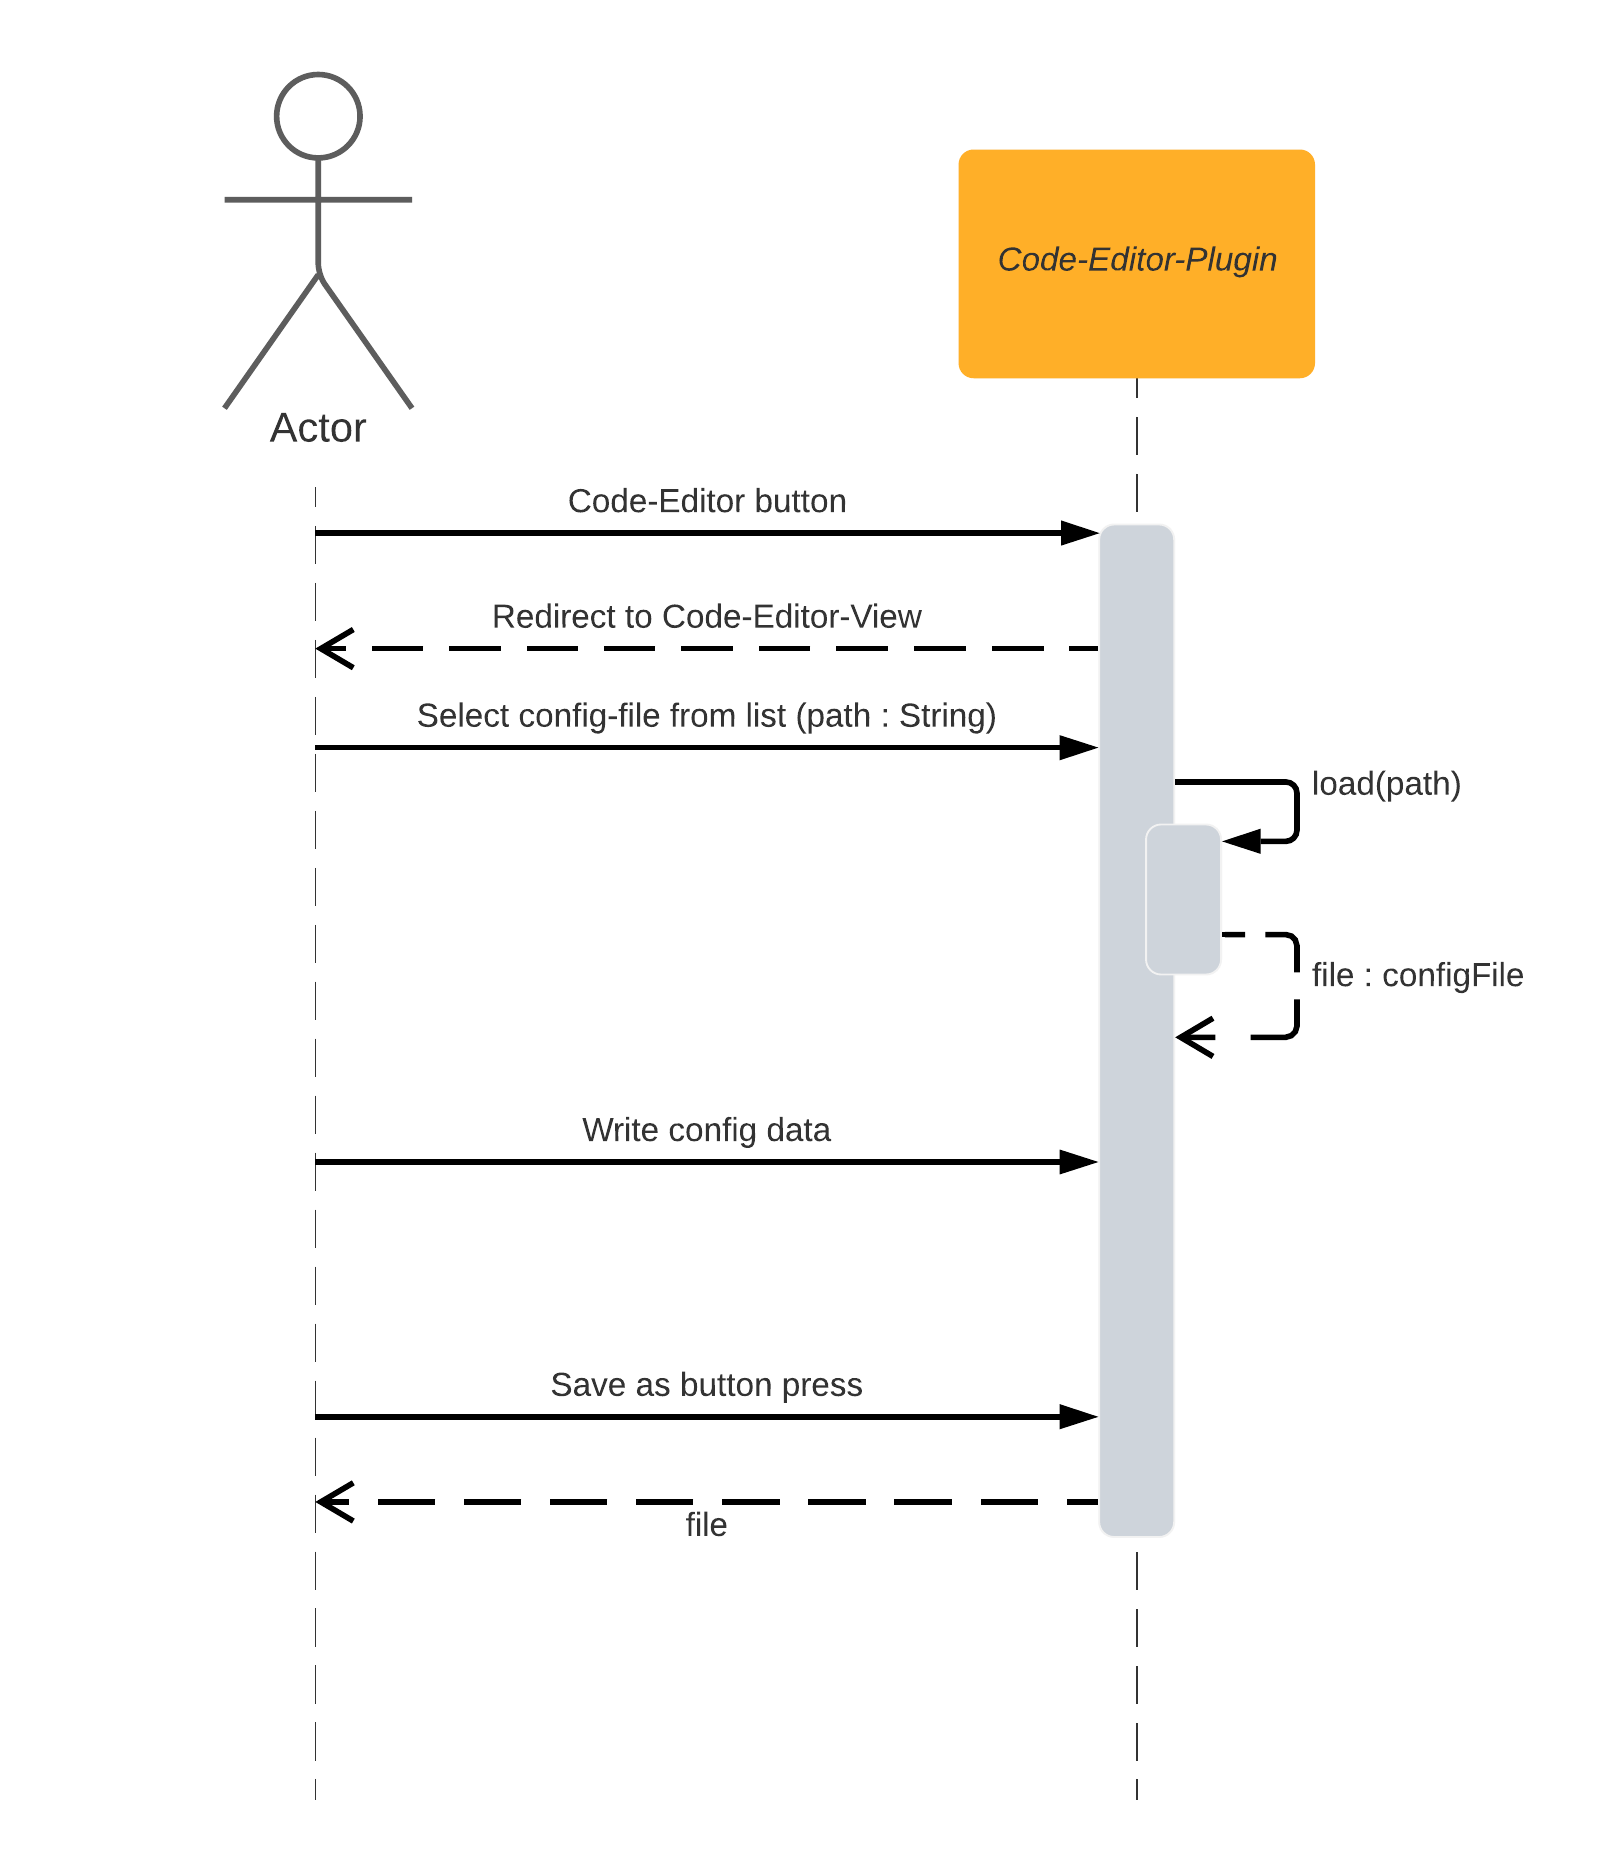 Code-Editor-Plugin
Actor
Code-Editor button
Redirect to Code-Editor-View
Select config-file from list (path : String)
load(path)
file : configFile
Write config data
Save as button press
file